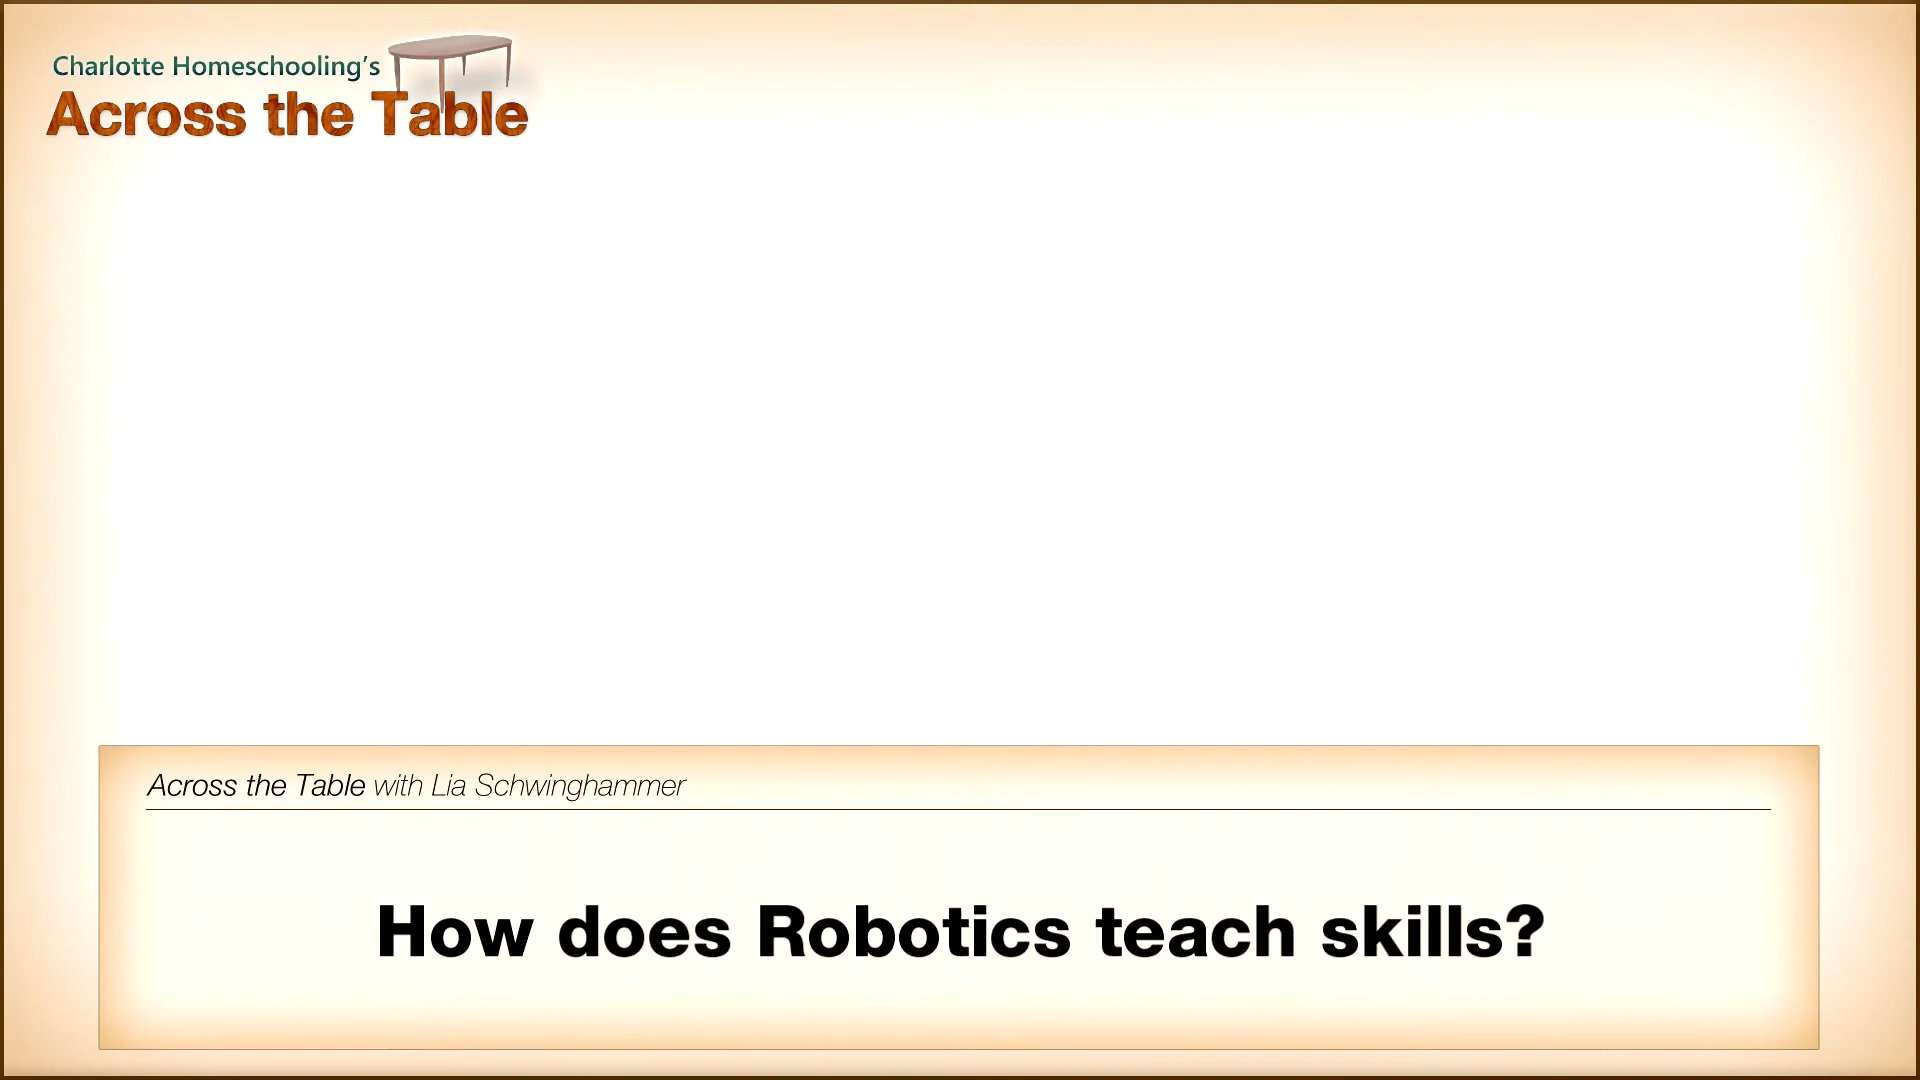 Charlotte Homeschooling's
Across the Table
Across the Table with Lia Schwinghammer
How does Robotics teach skills?